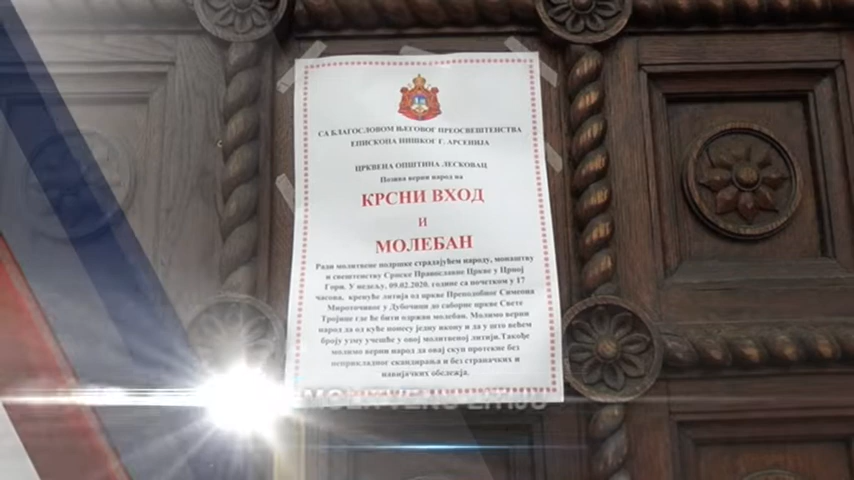 СА БЛАГОСЛОВОМ ЊЕГОВОГ ПРЕОСВЕШТЕНСТВА
ЕПИСКОПА НИШКОГ Г. АРСЕНИЈА
ЦРКВЕНА ОПШТИНА ЛЕСКОВАЦ
Позива верни народ на
КРСНИ ВХОД
И
МОЛЕБАН
Ради молитвене подршке страдајућем народу, монаштву
и свештенству Српске Православне Цркве у Црној
Гори. У недељу, 09.02.2020. године са почетком у 17
часова, кренуће литија од цркве Преподобног Симеона
Мироточивог у Дубочици до саборне цркве Свете
Тројице где ће бити одржан молебан. Молимо верни
народ да од куће понесу једну икону и да у што већем
броју узму учешће у овој молитвеној литији.Такође
молимо верни народ да овај скуп протекне без
неприкладног скандирања и без страначких и
навијачких обележја.
MOLITVENU LITIJU